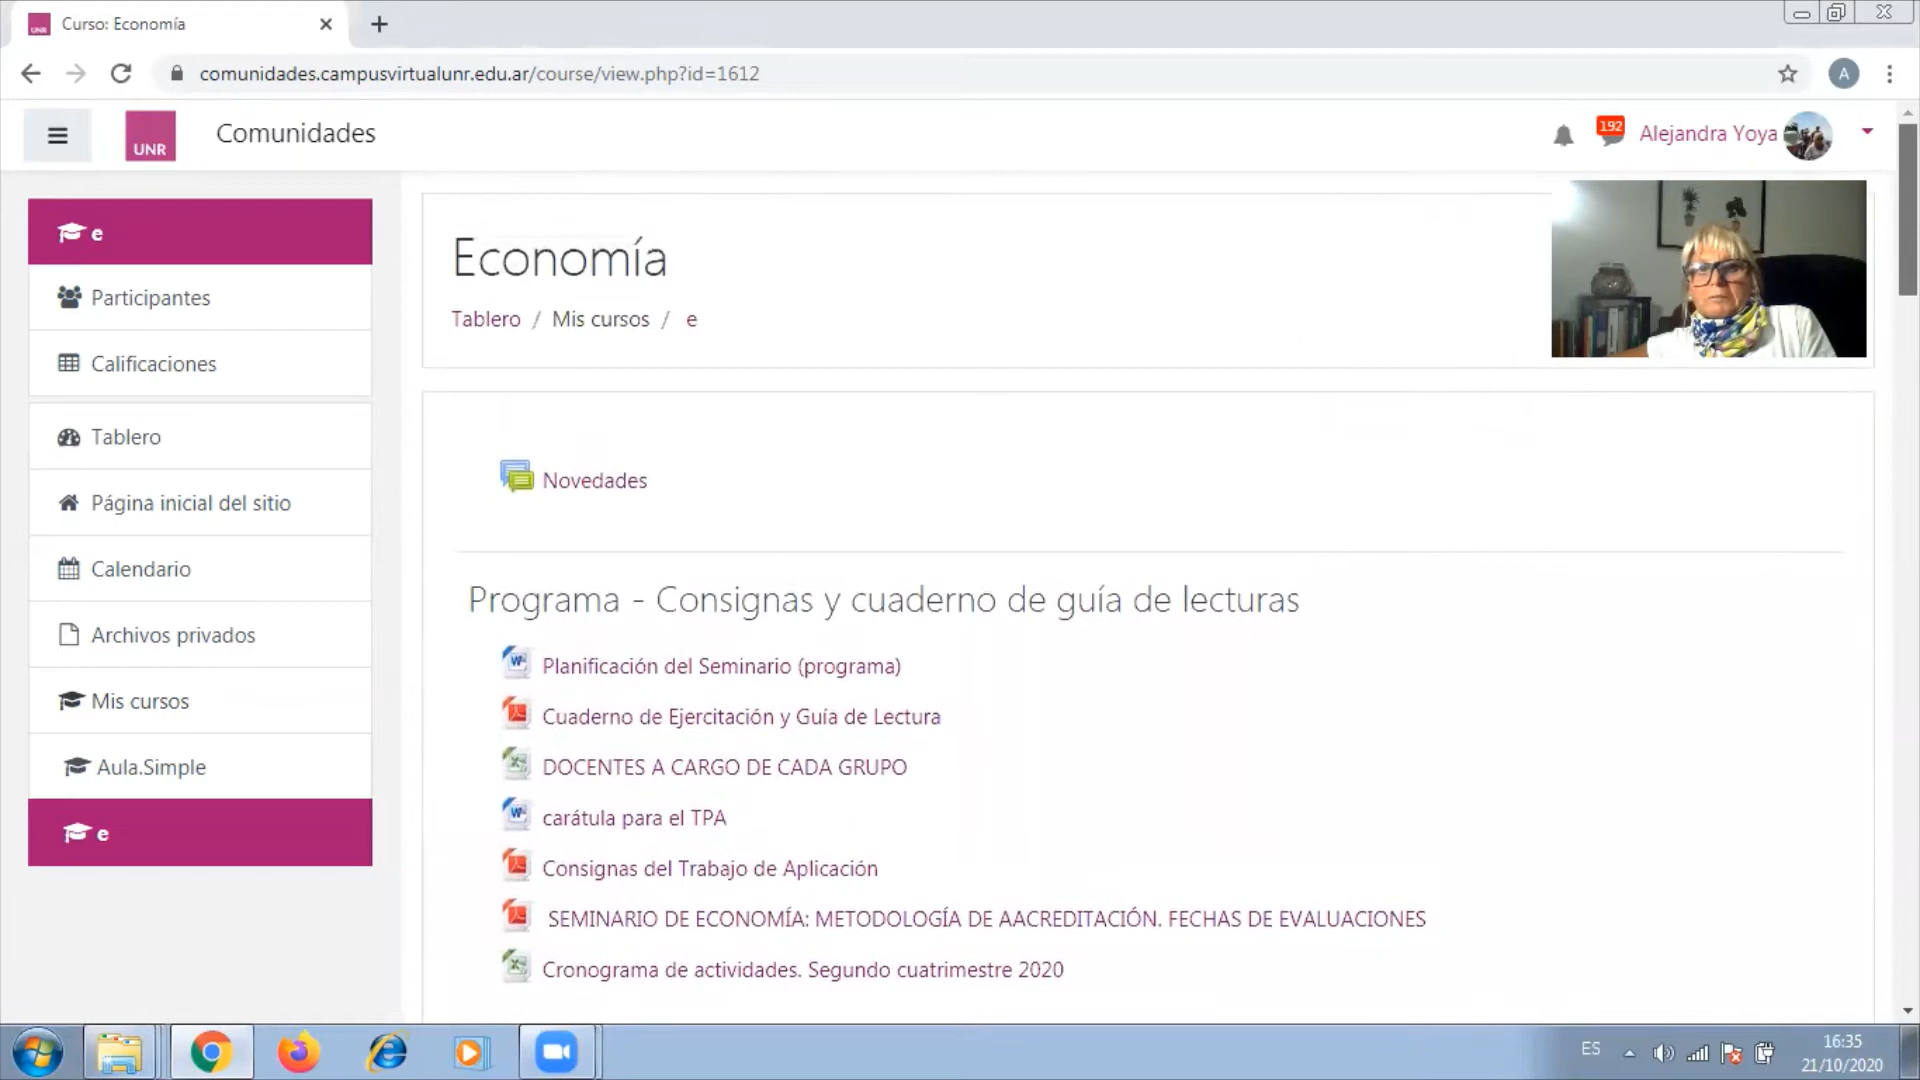 Curso: Economía
comunidades.campusvirtualunr.edu.ar/course/view.php?id=1612
A
UNR
Comunidades
192
Alejandra Yoya
e
Participantes
Calificaciones
Tablero
Página inicial del sitio
Calendario
Archivos privados
Mis cursos
Aula.Simple
e
Economía
Tablero / Mis cursos / e
Novedades
Programa - Consignas y cuaderno de guía de lecturas
Planificación del Seminario (programa)
Cuaderno de Ejercitación y Guía de Lectura
DOCENTES A CARGO DE CADA GRUPO
carátula para el TPA
Consignas del Trabajo de Aplicación
SEMINARIO DE ECONOMÍA: METODOLOGÍA DE AACREDITACIÓN. FECHAS DE EVALUACIONES
Cronograma de actividades. Segundo cuatrimestre 2020
ES
16:35
21/10/2020